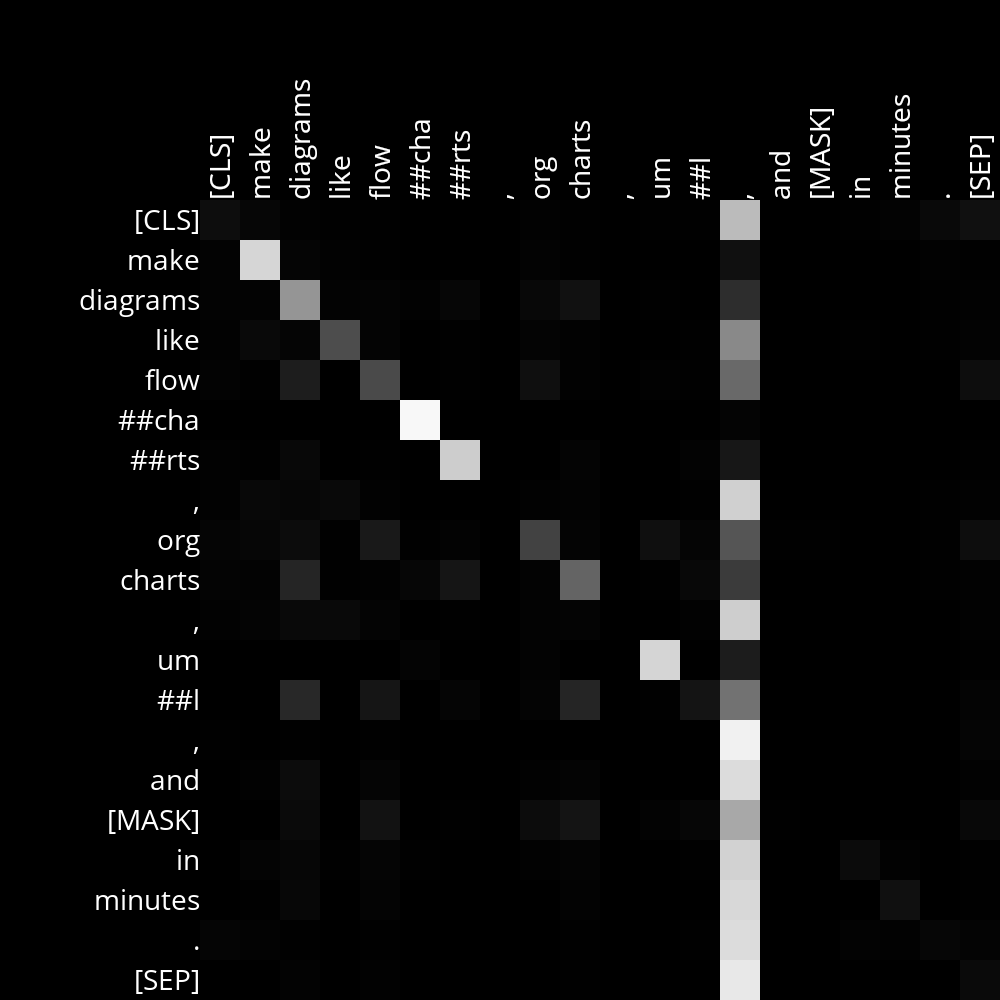 [CLS] make diagrams like flow ##cha ##rts , org charts , um ##l , and [MASK] in minutes . [SEP]
[CLS]
make
diagrams
like
flow
##cha
##rts
,
org
charts
,
um
##l
,
and
[MASK]
in
minutes
.
[SEP]